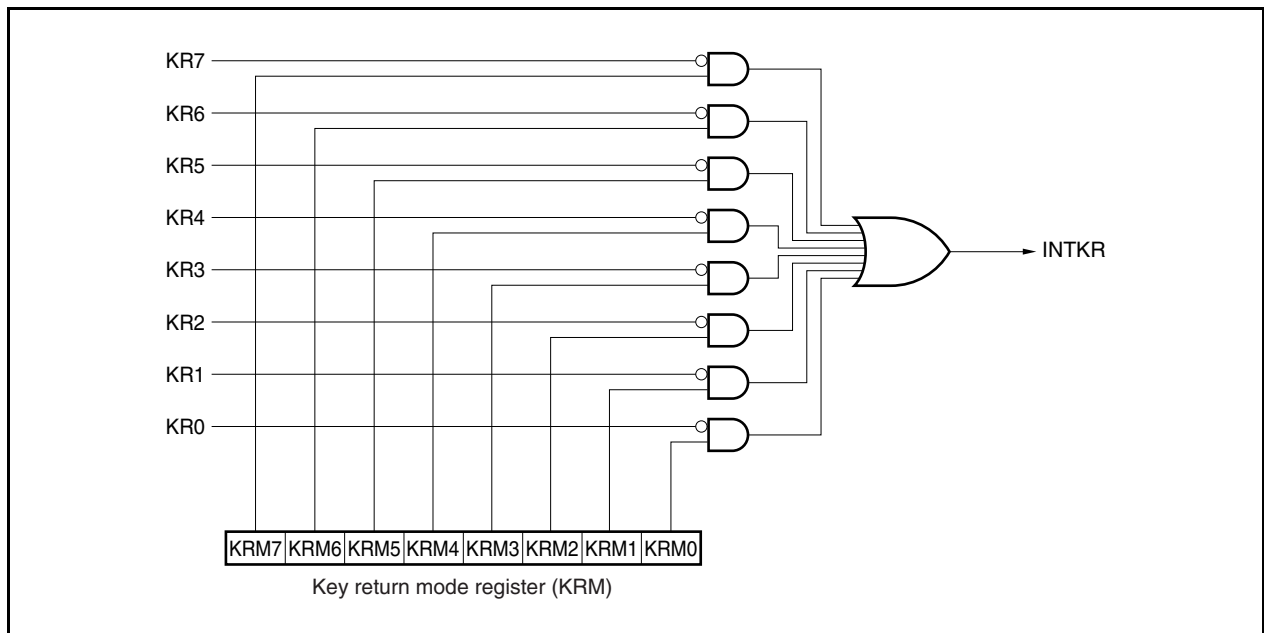 KR7
KR6
KR5
KR4
KR3
KR2
KR1
KR0
INTKR
KRM7 KRM6 KRM5 KRM4 KRM3 KRM2 KRM1 KRM0
Key return mode register (KRM)